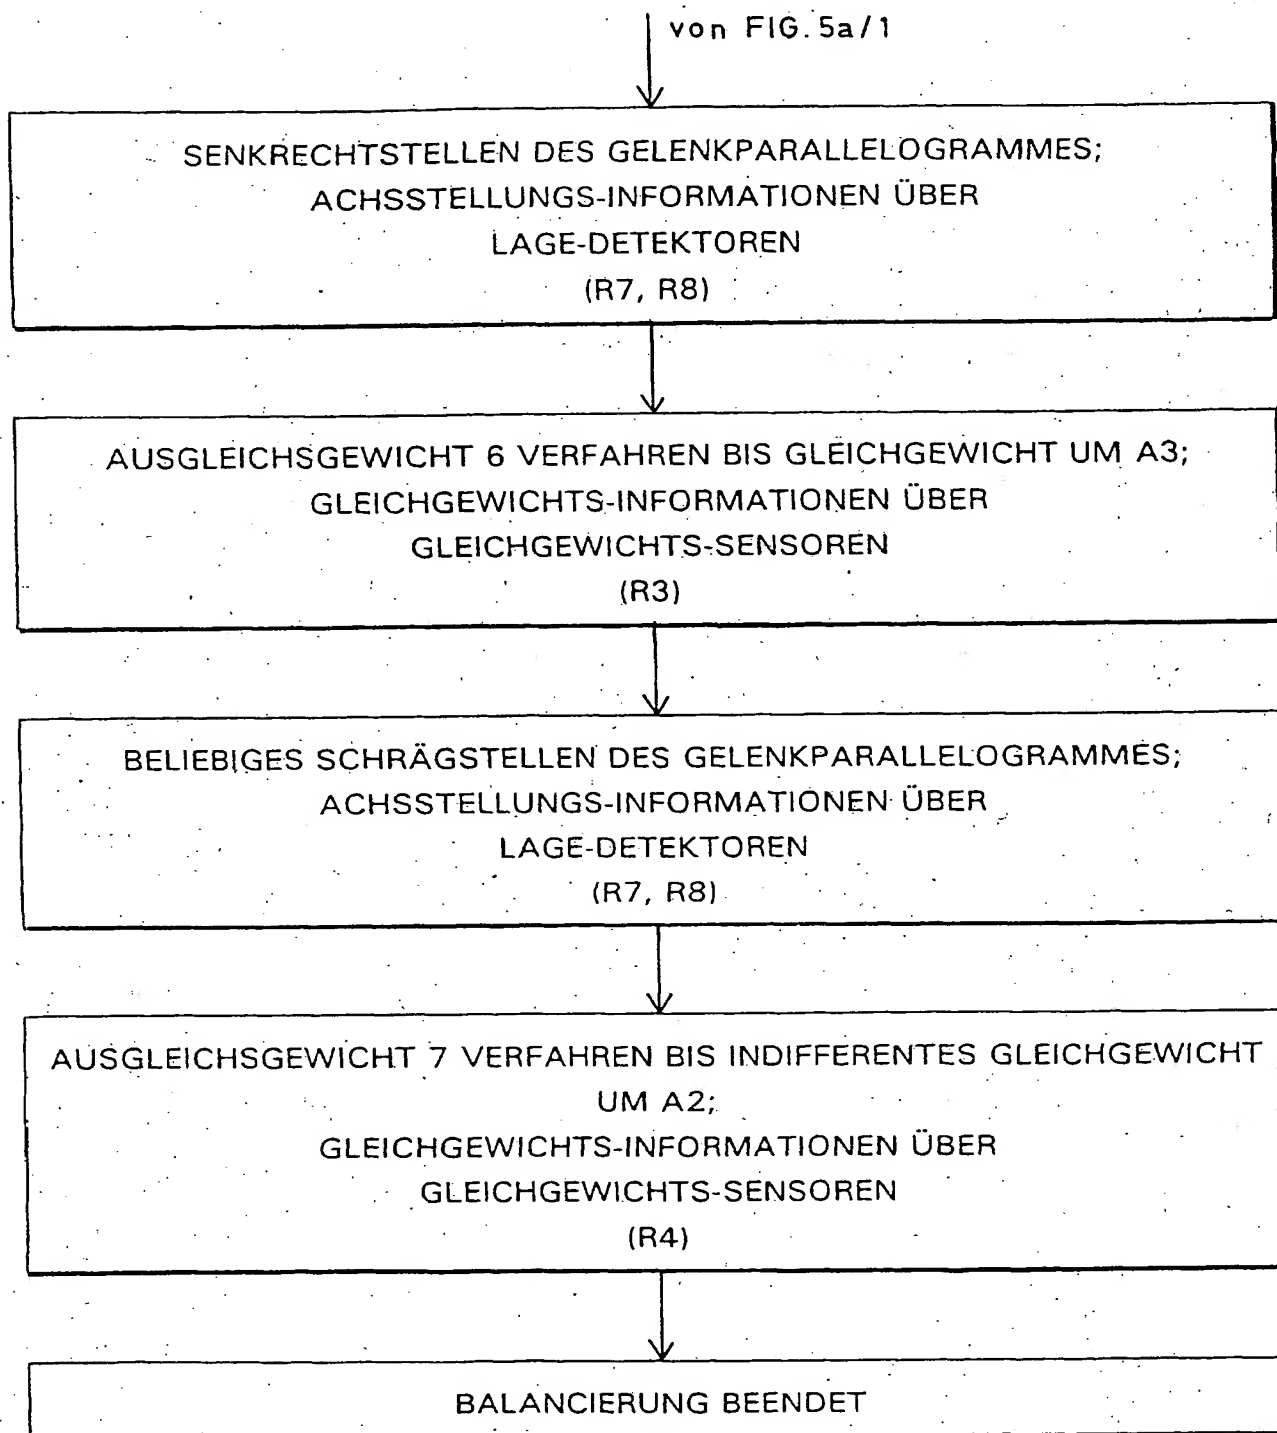 von FIG. 5a/1
SENKRECHTSTELLEN DES GELENKPARALLELOGRAMMES;
ACHSSTELLUNGS-INFORMATIONEN ÜBER
LAGE-DETEKTOREN
(R7, R8)
AUSGLEICHSGEWICHT 6 VERFAHREN BIS GLEICHGEWICHT UM A3;
GLEICHGEWICHTS-INFORMATIONEN ÜBER
GLEICHGEWICHTS-SENSOREN
(R3)
BELIEBIGES SCHRÄGSTELLEN DES GELENKPARALLELOGRAMMES;
ACHSSTELLUNGS-INFORMATIONEN ÜBER
LAGE-DETEKTOREN
(R7, R8)
AUSGLEICHSGEWICHT 7 VERFAHREN BIS INDIFFERENTES GLEICHGEWICHT
UM A2;
GLEICHGEWICHTS-INFORMATIONEN ÜBER
GLEICHGEWICHTS-SENSOREN
(R4)
BALANCIERUNG BEENDET